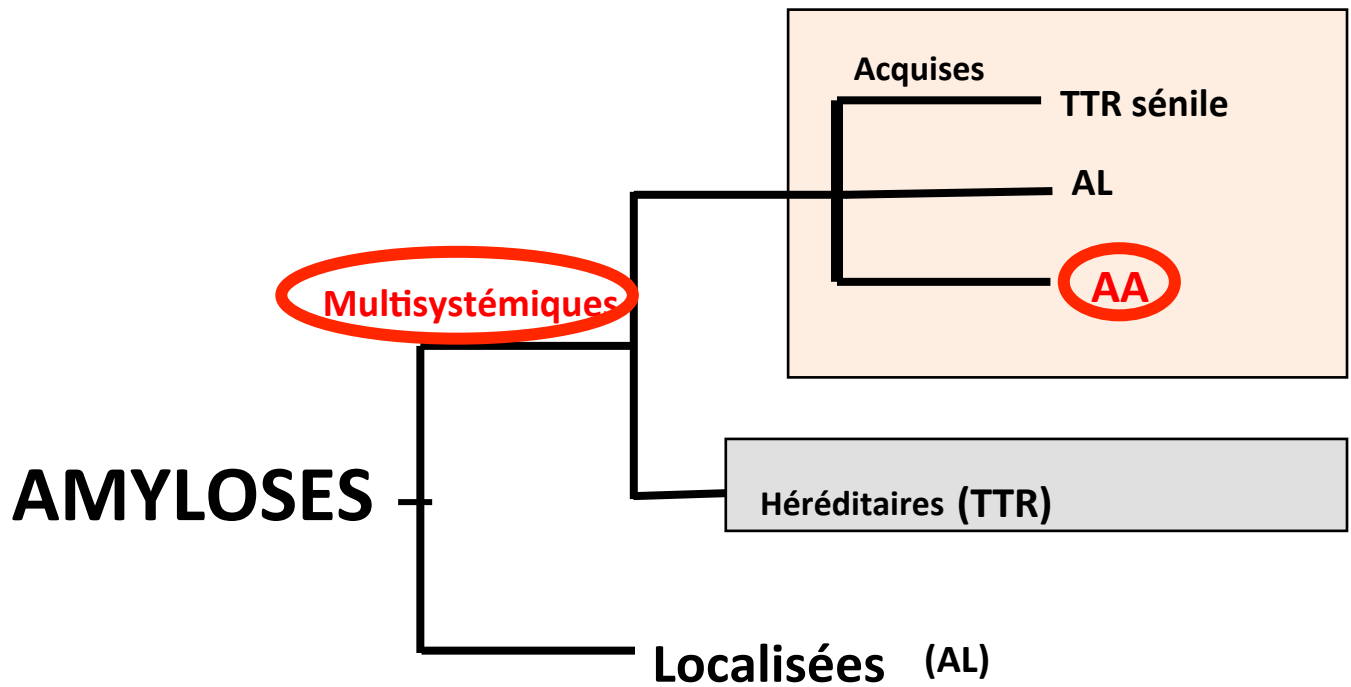 Acquises
TTR sénile
AL
Multisystémiques
AA
AMYLOSES
Héréditaires (TTR)
Localisées (AL)